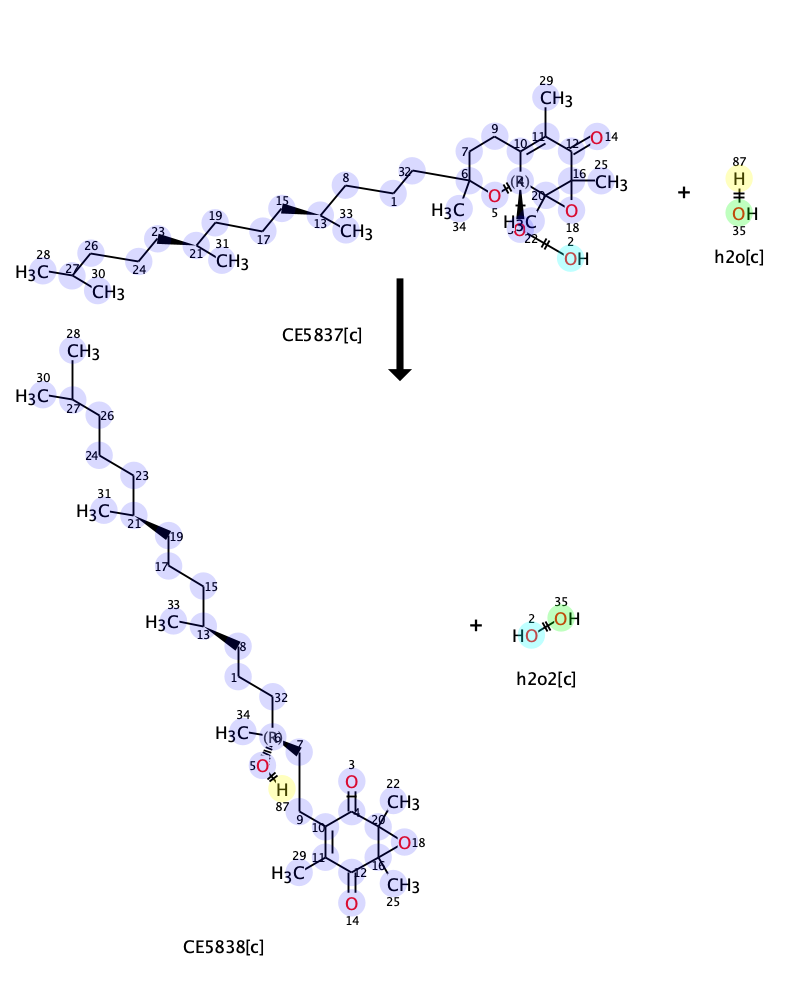 29
CH3
9
11
12
O 14
10
7
(R)
4
16
25
CH3
87
H
8
32
6
O
5
20
O
18
+
OH
35
15
1
H3C
34
H3C
22
2
OH
h2o[c]
19
13
33
CH3
23
17
26
21
31
CH3
28
H3C
27
30
CH3
24
CE5837[c]
28
CH3
30
H3C
27
26
24
23
31
H3C
21
19
17
15
33
H3C
13
8
1
32
34
H3C
(R)
6
7
5 O
H
87
9
3
O
4
22
CH3
10
20
O 18
29
H3C
11
12
16
CH3
25
O
14
+
2
HO
35
OH
h2o2[c]
CE5838[c]